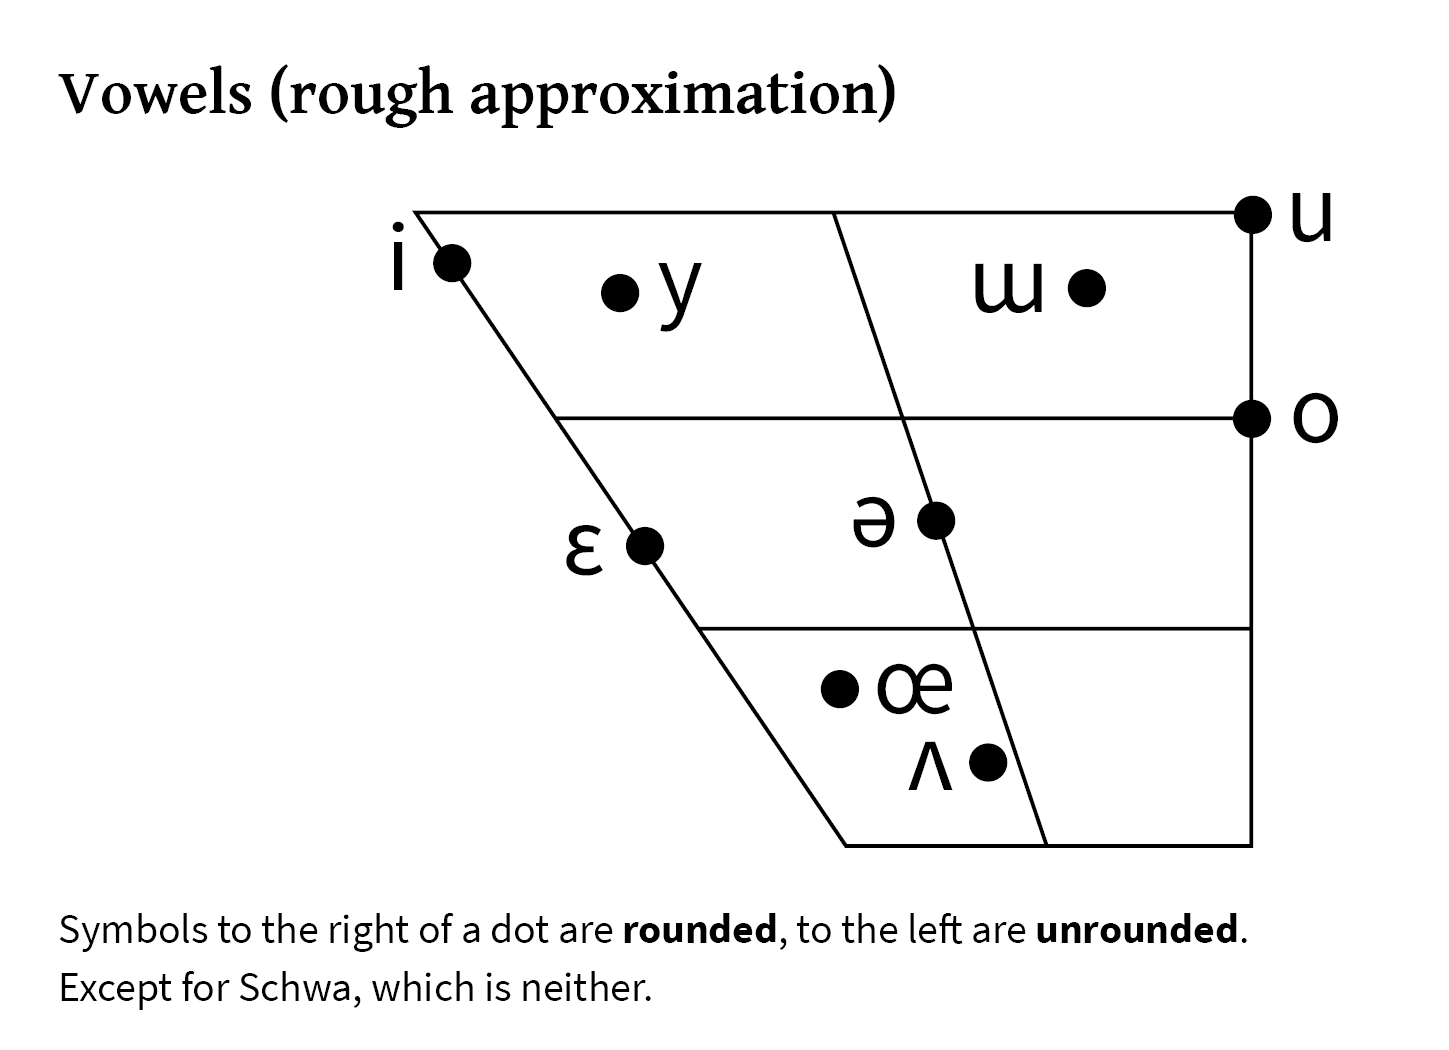 Vowels (rough approximation)
i
y
ɯ
u
o
ɛ
ə
œ
ʌ
Symbols to the right of a dot are rounded, to the left are unrounded.
Except for Schwa, which is neither.